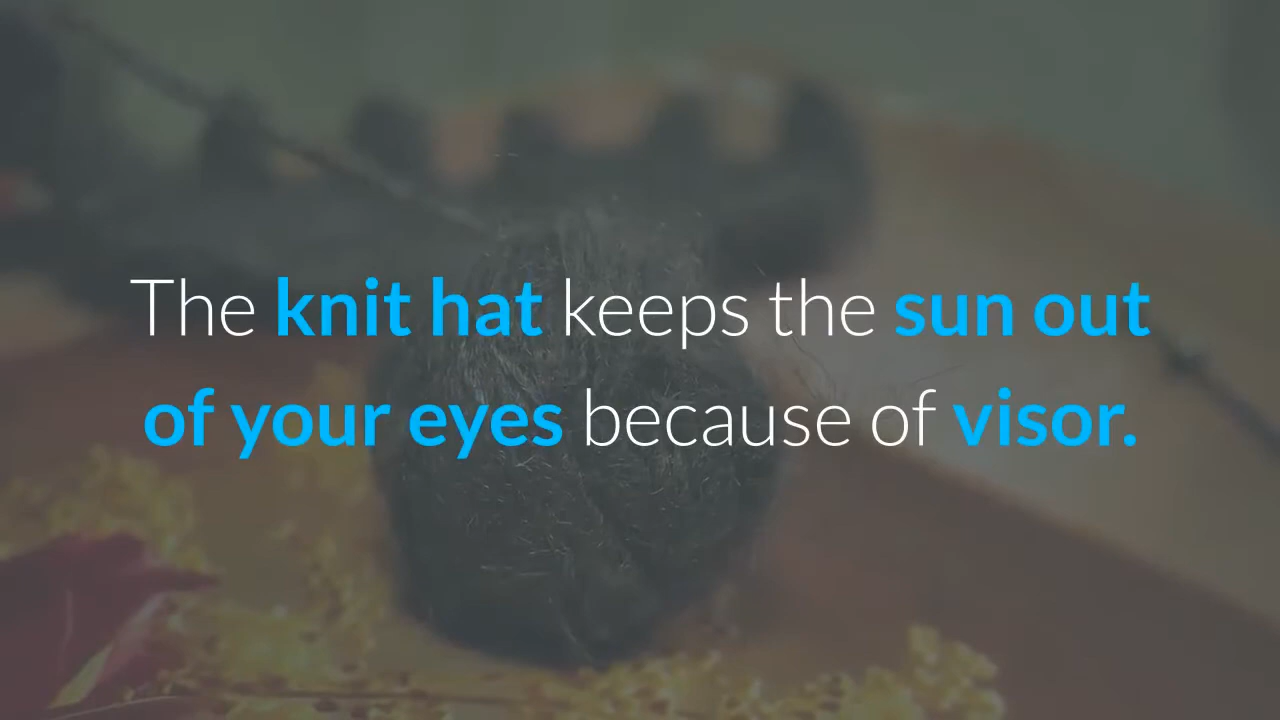 The knit hat keeps the sun out
of your eyes because of visor.